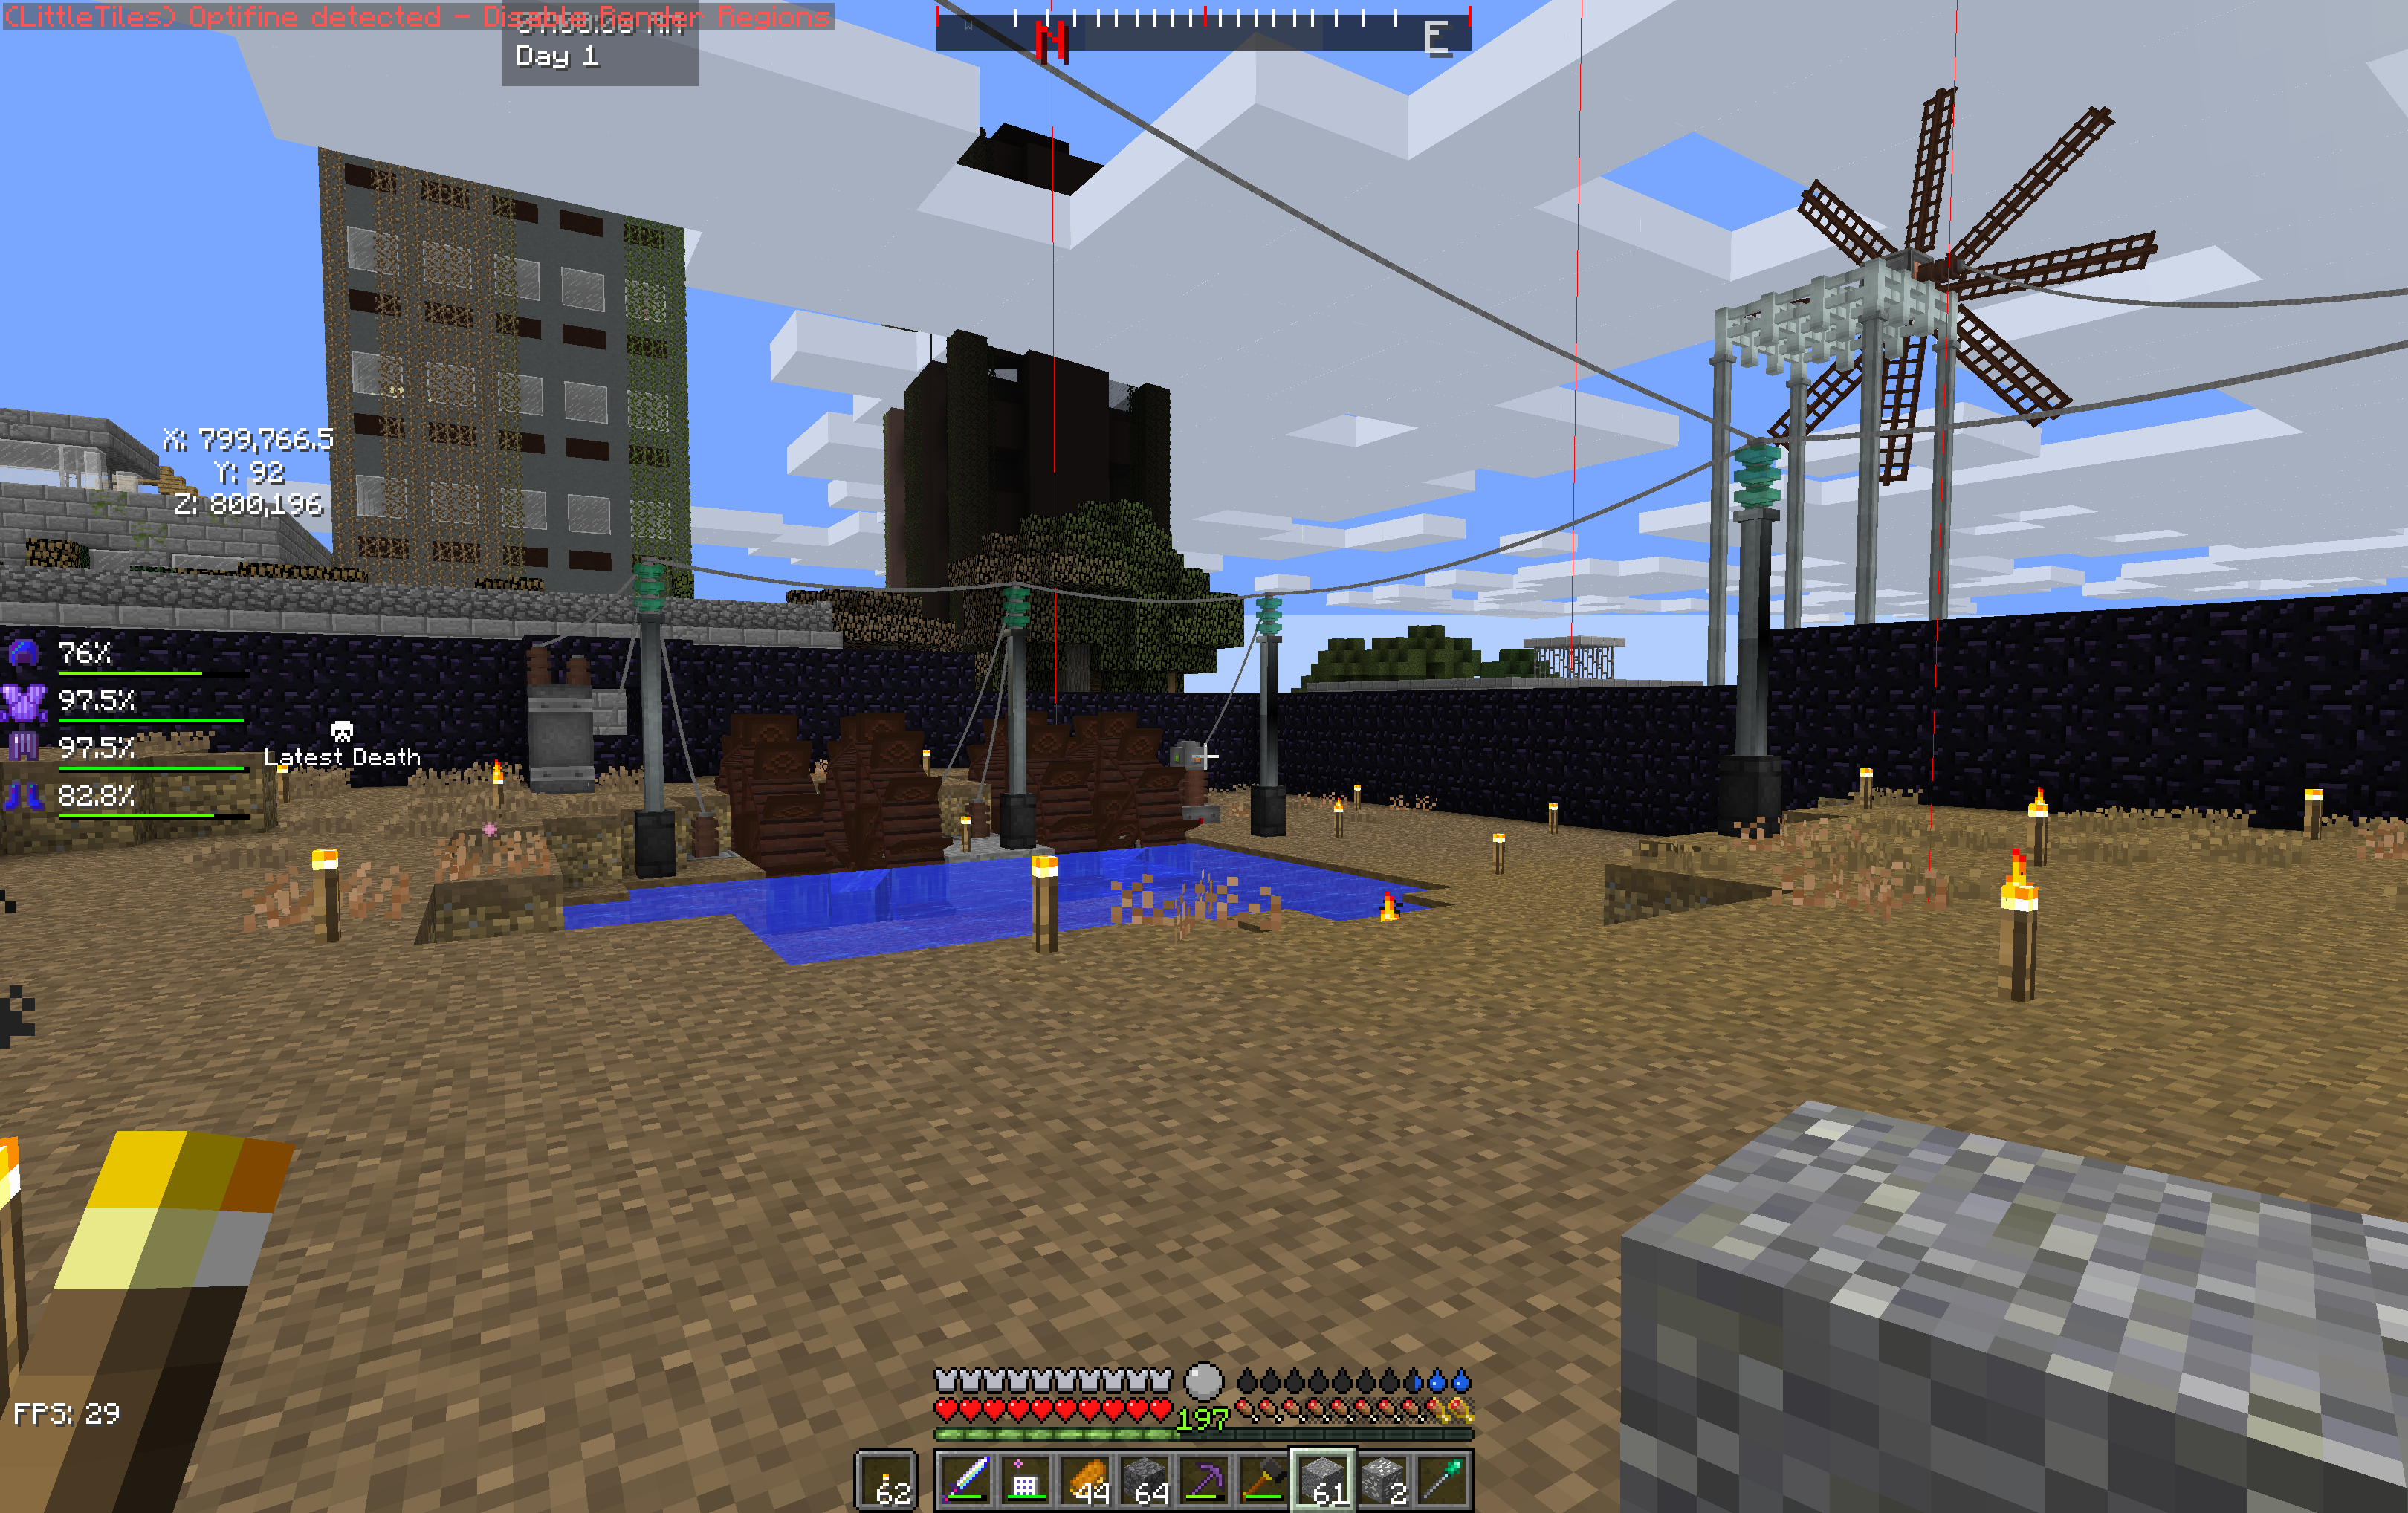 (LittleTiles) Optifine detected - Disable Render Regions
Day 1
W
N
E
X: 799,766.5
Y: 92
Z: 800,196
76%
97.5%
97.5%
82.8%
Latest Death
FPS: 29
197
62
44
64
61
2